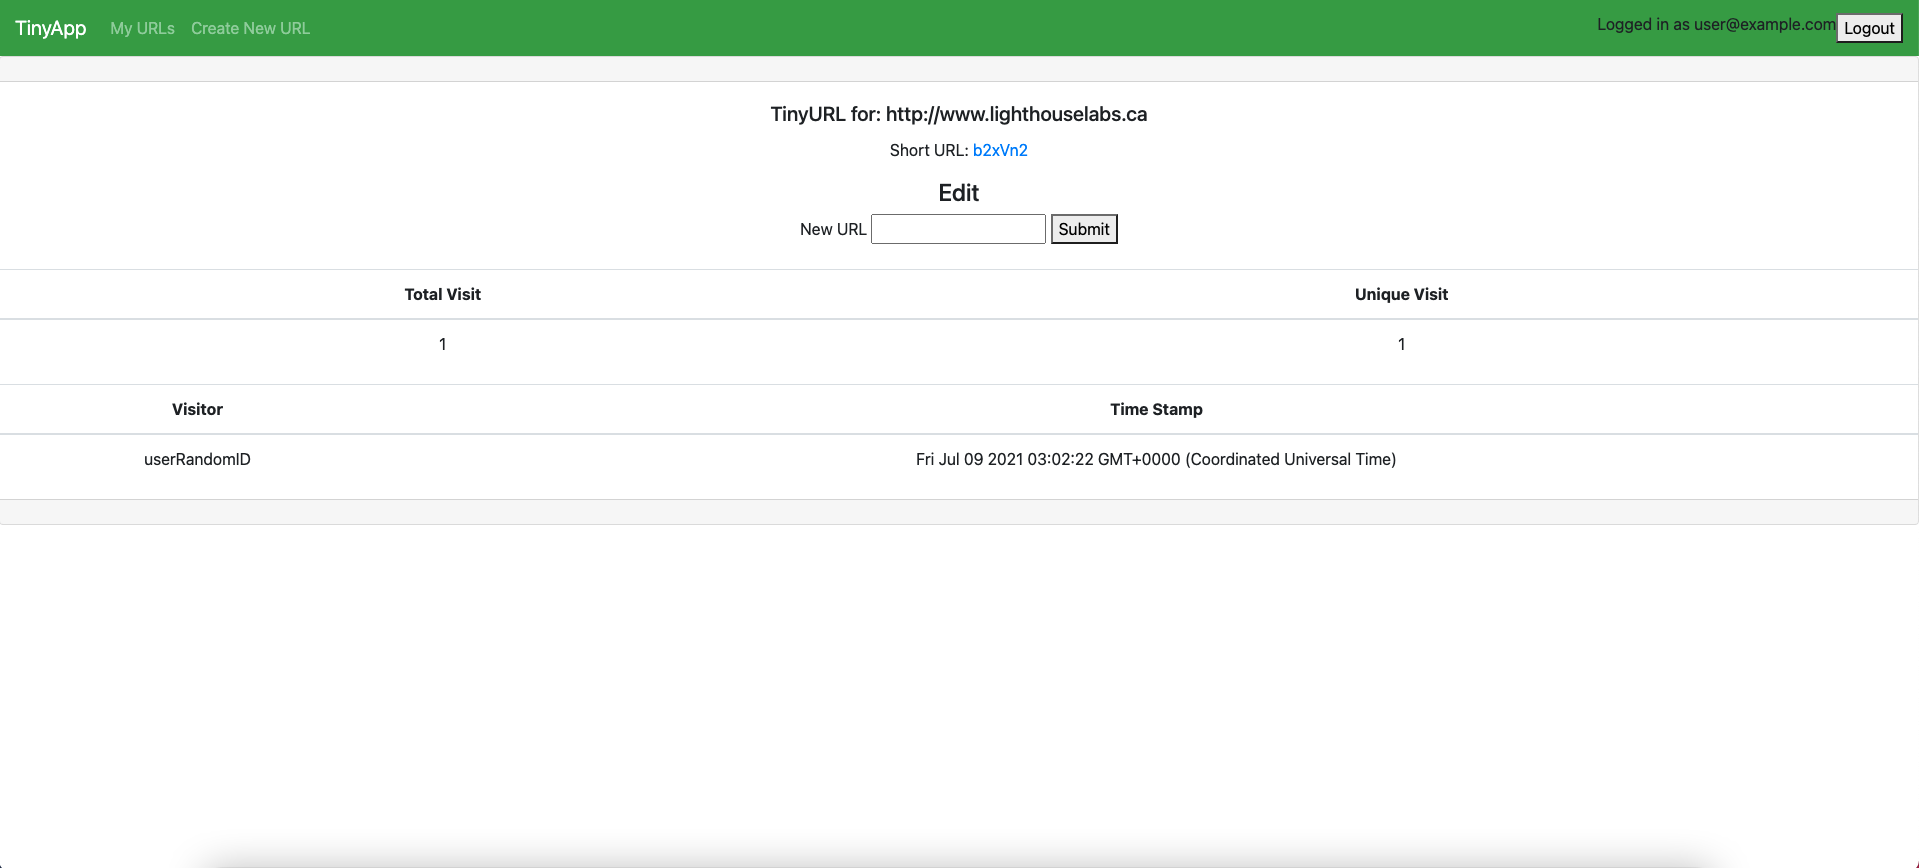 TinyApp My URLs Create New URL Logged in as user@example.com Logout
TinyURL for: http://www.lighthouselabs.ca
Short URL: b2xVn2
Edit
New URL Submit
Total Visit Unique Visit
1 1
Visitor Time Stamp
userRandomID Fri Jul 09 2021 03:02:22 GMT+0000 (Coordinated Universal Time)